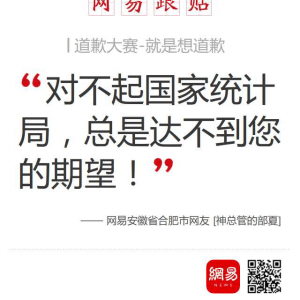 网易跟贴
道歉大赛-就是想道歉
“对不起国家统计
局，总是达不到您
的期望！”
—— 网易安徽省合肥市网友 [神总管的部夏]
網易
NEWS